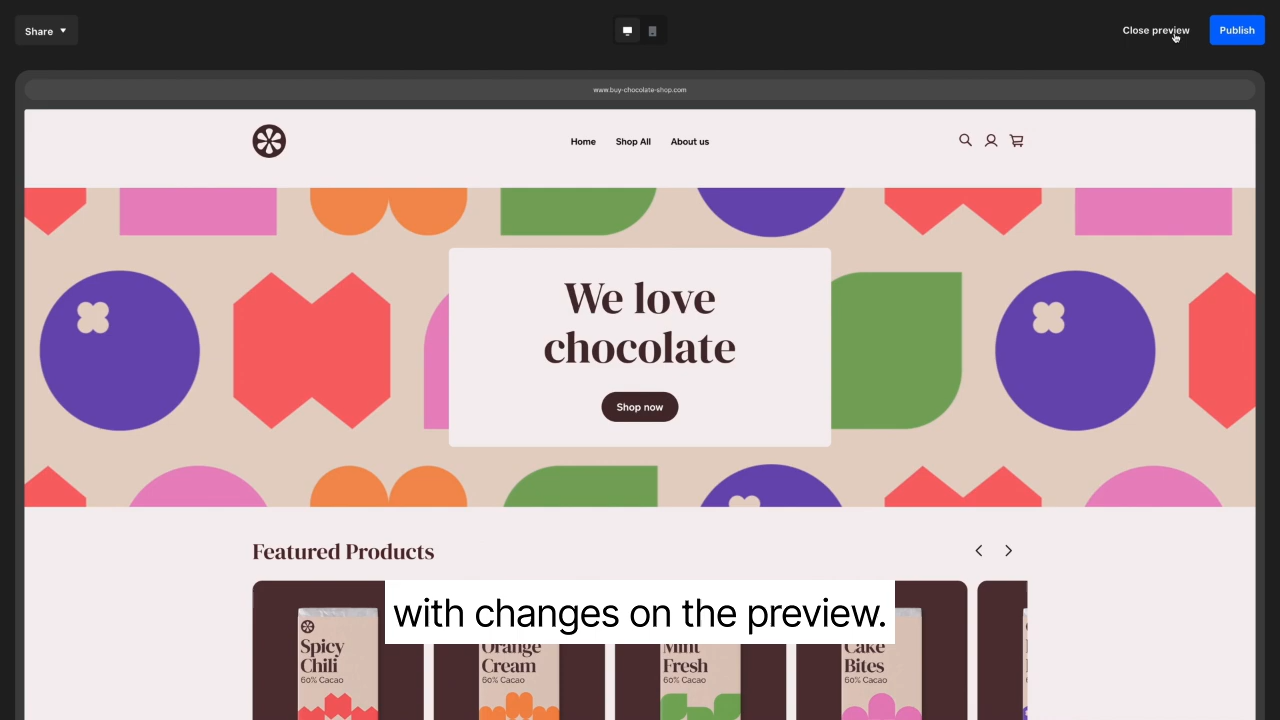 Share
Close preview
Publish
www.buy-chocolate-shop.com
Home
Shop All
About us
We love
chocolate
Shop now
Featured Products
with changes on the preview.
Spicy
Chili
60% Cacao
Orange
Cream
60% Cacao
Mint
Fresh
60% Cacao
Cake
Bites
60% Cacao